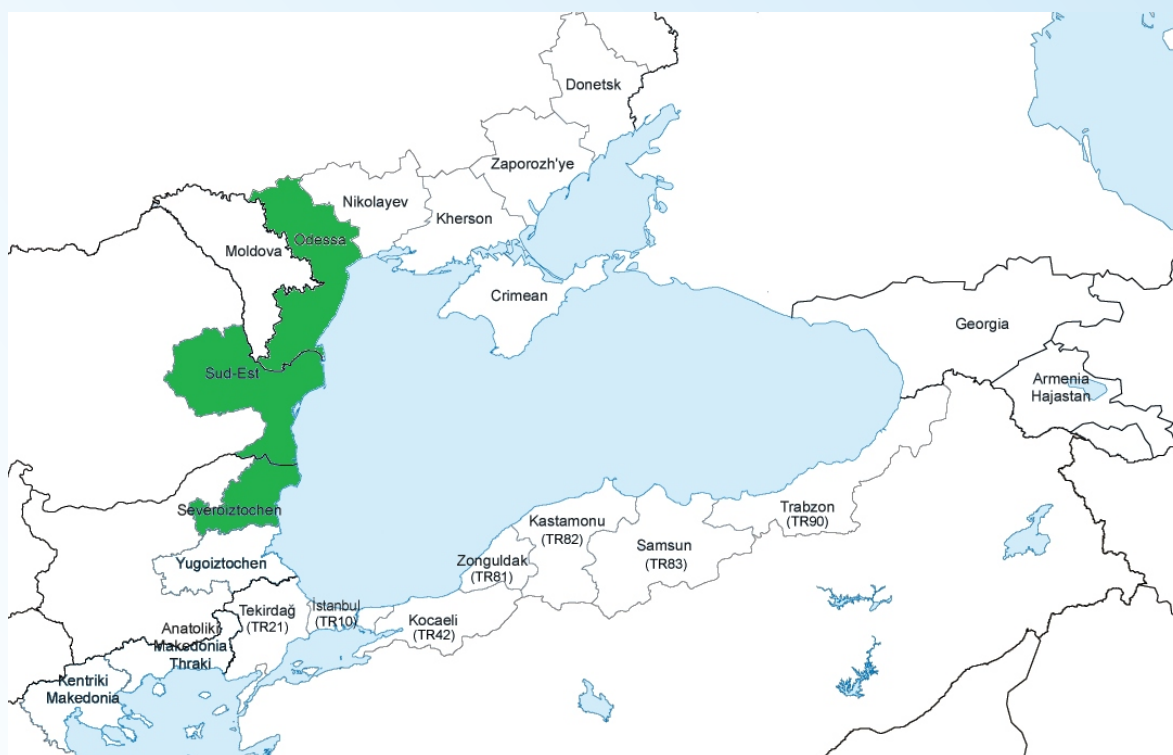 Donetsk
Zaporozh'ye
Nikolayev
Kherson
Odessa
Moldova
Crimean
Georgia
Sud-Est
Armenia
Hajastan
Severoiztochen
Trabzon
(TR90)
Kastamonu
(TR82)
Samsun
(TR83)
Zonguldak
(TR81)
Yugoiztochen
Istanbul
(TR10)
Tekirdağ
(TR21)
Kocaeli
(TR42)
Anatoliki
Makedonia
Thraki
Kentriki
Makedonia